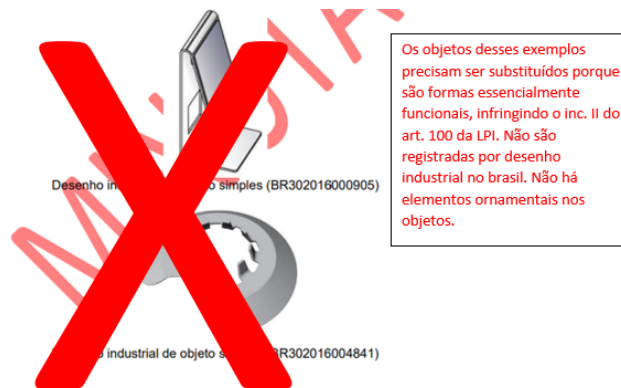 Os objetos desses exemplos
precisam ser substituídos porque
são formas essencialmente
funcionais, infringindo o inc. II do
art. 100 da LPI. Não são
registradas por desenho
industrial no brasil. Não há
elementos ornamentais nos
objetos.
Desenho simples (BR302016000905)
industrial de objeto (BR302016004841)